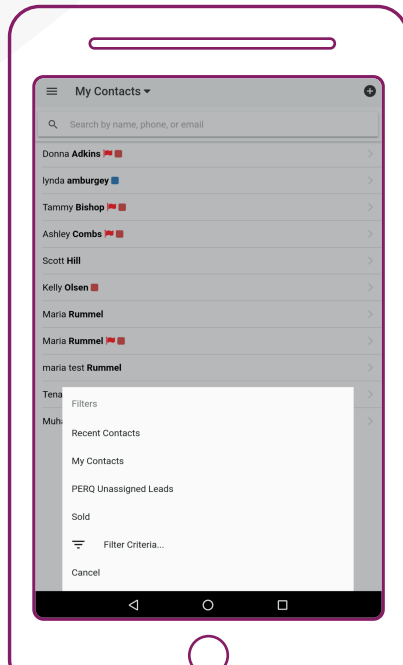 My Contacts
Search by name, phone, or email
Donna Adkins
lynda amburgey
Tammy Bishop
Ashley Combs
Scott Hill
Kelly Olsen
Maria Rummel
Maria Rummel
maria test Rummel
Tena
Muha
Filters
Recent Contacts
My Contacts
PERQ Unassigned Leads
Sold
Filter Criteria...
Cancel